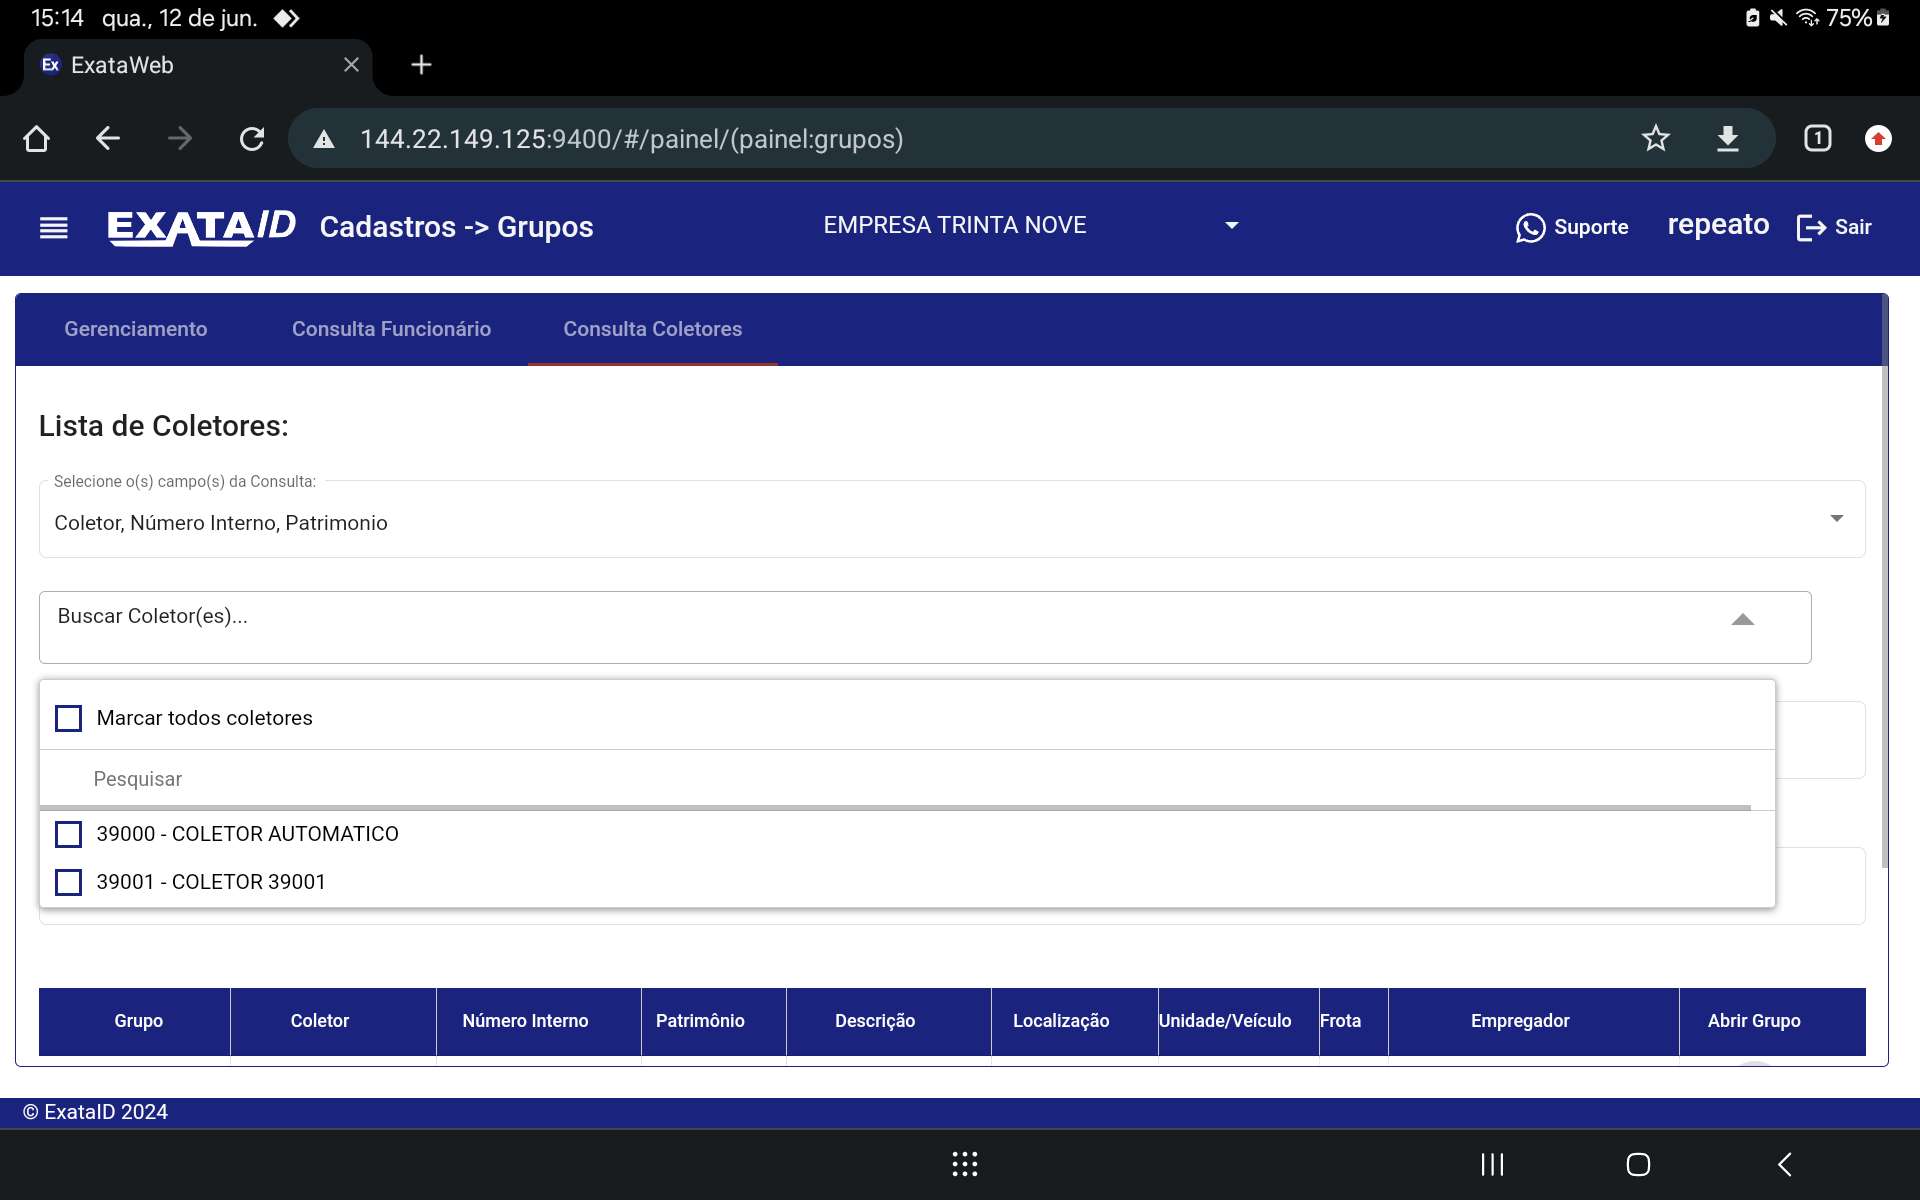 15:14 qua., 12 de jun. 75%
Ex ExataWeb
144.22.149.125:9400/#/painel/(painel:grupos) 1
EXATAID Cadastros -> Grupos EMPRESA TRINTA NOVE Suporte repeato Sair
Gerenciamento Consulta Funcionário Consulta Coletores
Lista de Coletores:
Selecione o(s) campo(s) da Consulta:
Coletor, Número Interno, Patrimonio
Buscar Coletor(es)...
Marcar todos coletores
Pesquisar
39000 - COLETOR AUTOMATICO
39001 - COLETOR 39001
Grupo Coletor Número Interno Patrimônio Descrição Localização Unidade/Veículo Frota Empregador Abrir Grupo
© ExataID 2024